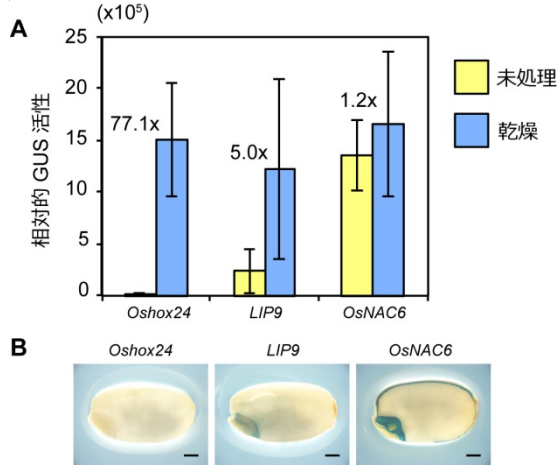 A
(x10⁵)
相対的 GUS 活性
25
20
15
10
5
0
77.1x
5.0x
1.2x
未処理
乾燥
Oshox24
LIP9
OsNAC6
B
Oshox24
LIP9
OsNAC6